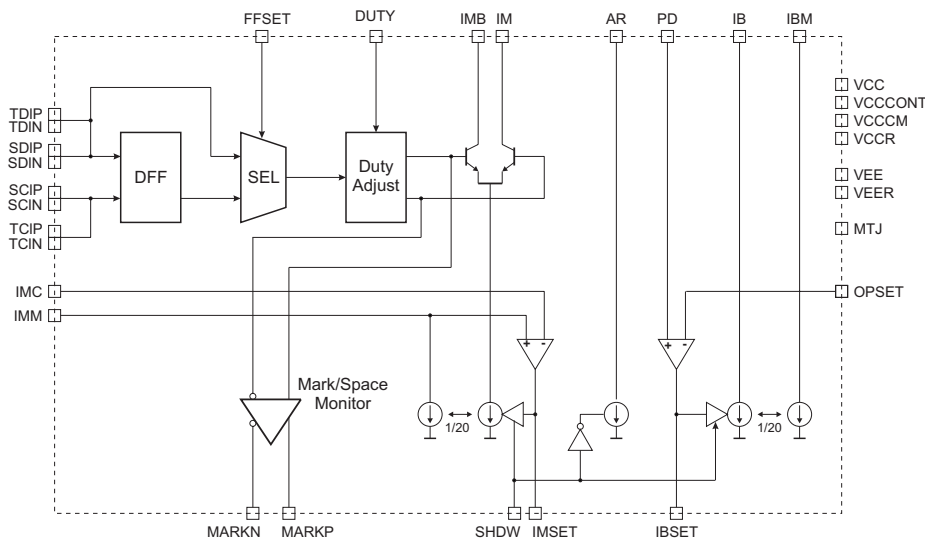 FFSET
DUTY
IMB
IM
AR
PD
IB
IBM
TDIP
TDIN
SDIP
SDIN
SCIP
SCIN
TCIP
TCIN
IMC
IMM
DFF
SEL
Duty
Adjust
VCC
VCCCONT
VCCCM
VCCR
VEE
VEER
MTJ
OPSET
+ -
+ -
Mark/Space
Monitor
1/20
1/20
MARKN
MARKP
SHDW
IMSET
IBSET